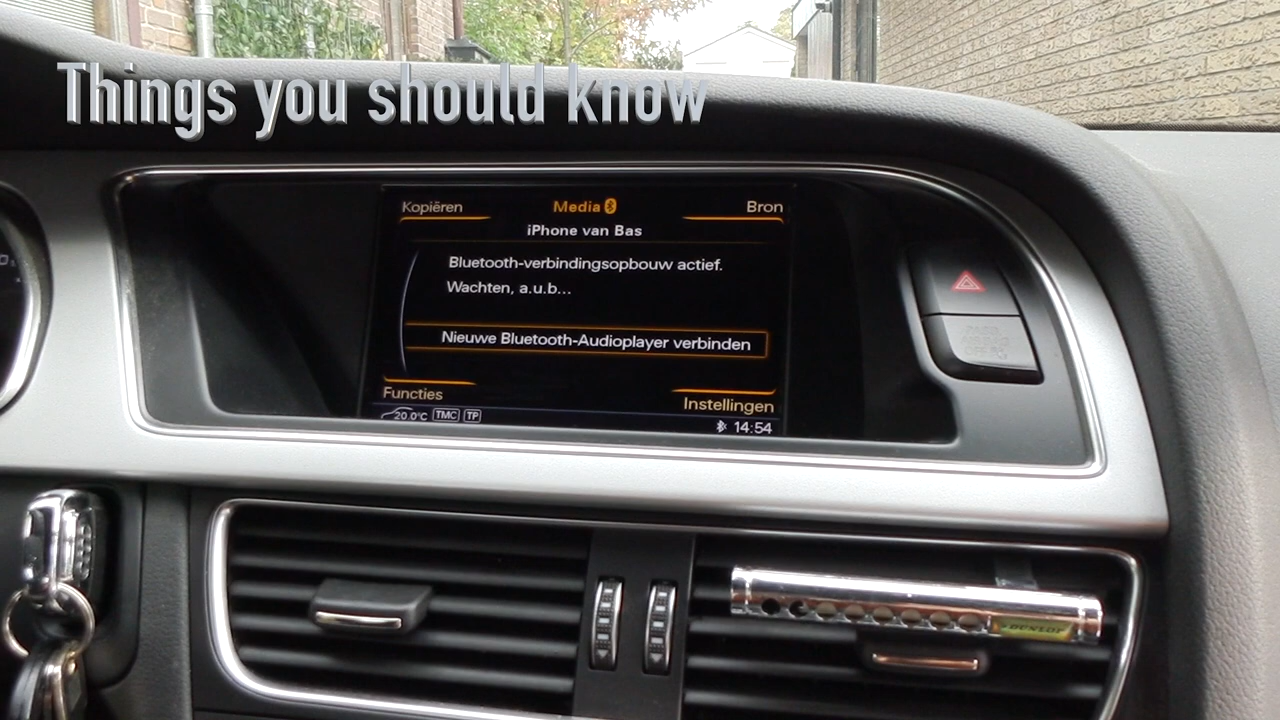 Things you should know
Kopiëren
Media
Bron
iPhone van Bas
Bluetooth-verbindingsopbouw actief.
Wachten, a.u.b...
Nieuwe Bluetooth-Audioplayer verbinden
Functies
Instellingen
20.0°C TMC TP
14:54
DUNLOP